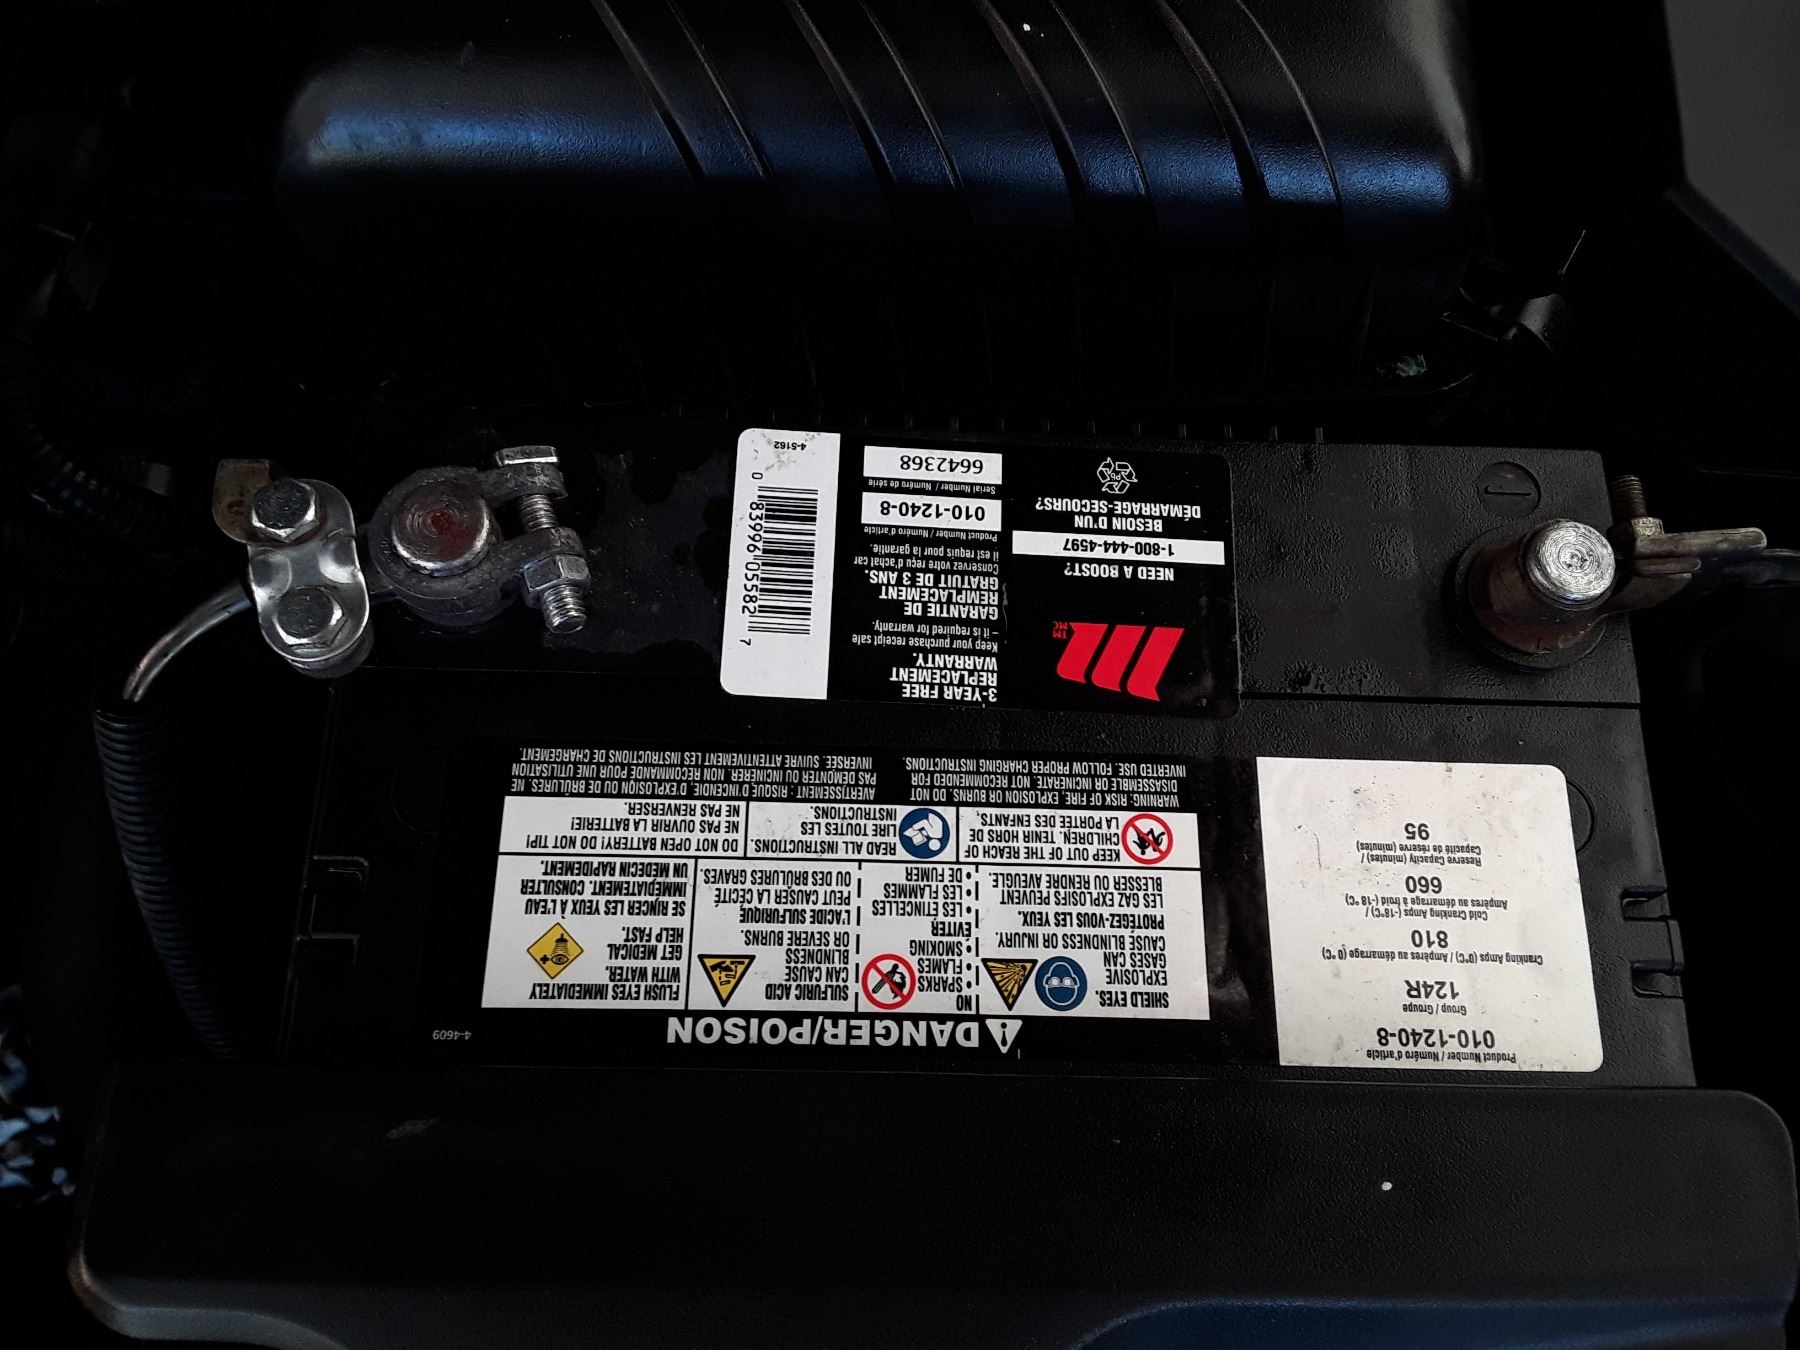 010-1240-8
Product Number / Numéro d'article
Group / Groupe
124R
Cranking Amps (0°C) / Ampères au démarrage (0 °C)
810
Cold Cranking Amps (-18°C) /
Ampères au démarrage à froid (-18 °C)
660
Reserve Capacity (minutes) /
Capacité de réserve (minutes)
95
DANGER/POISON
4-4609
SHIELD EYES.
EXPLOSIVE
GASES CAN
CAUSE BLINDNESS OR INJURY.
PROTÉGEZ-VOUS LES YEUX.
LES GAZ EXPLOSIFS PEUVENT
BLESSER OU RENDRE AVEUGLE.
NO
• SPARKS
• FLAMES
• SMOKING
ÉVITER
• LES ÉTINCELLES
• LES FLAMMES
• DE FUMER
SULFURIC ACID
CAN CAUSE
BLINDNESS
OR SEVERE BURNS.
L'ACIDE SULFURIQUE
PEUT CAUSER LA CÉCITÉ
OU DES BRÛLURES GRAVES.
FLUSH EYES IMMEDIATELY
WITH WATER.
GET MEDICAL
HELP FAST.
SE RINCER LES YEUX À L'EAU
IMMÉDIATEMENT. CONSULTER
UN MÉDECIN RAPIDEMENT.
KEEP OUT OF THE REACH OF
CHILDREN. TENIR HORS DE
LA PORTÉE DES ENFANTS.
READ ALL INSTRUCTIONS.
LIRE TOUTES LES
INSTRUCTIONS.
DO NOT OPEN BATTERY! DO NOT TIP!
NE PAS OUVRIR LA BATTERIE!
NE PAS RENVERSER.
WARNING: RISK OF FIRE, EXPLOSION OR BURNS. DO NOT
DISASSEMBLE OR INCINERATE. NOT RECOMMENDED FOR
INVERTED USE. FOLLOW PROPER CHARGING INSTRUCTIONS.
AVERTISSEMENT : RISQUE D'INCENDIE, D'EXPLOSION OU DE BRÛLURES. NE
PAS DÉMONTER OU INCINÉRER. NON RECOMMANDÉ POUR UNE UTILISATION
INVERSÉE. SUIVRE ATTENTIVEMENT LES INSTRUCTIONS DE CHARGEMENT.
TM
MC
NEED A BOOST?
1-800-444-4597
BESOIN D'UN
DÉMARRAGE-SECOURS?
Pb
3-YEAR FREE
REPLACEMENT
WARRANTY.
Keep your purchase receipt safe
– it is required for warranty.
GARANTIE DE
REMPLACEMENT
GRATUIT DE 3 ANS.
Conservez votre reçu d'achat car
il est requis pour la garantie.
Product Number / Numéro d'article
010-1240-8
Serial Number / Numéro de série
6642368
0 83996 05582 7
4-5162